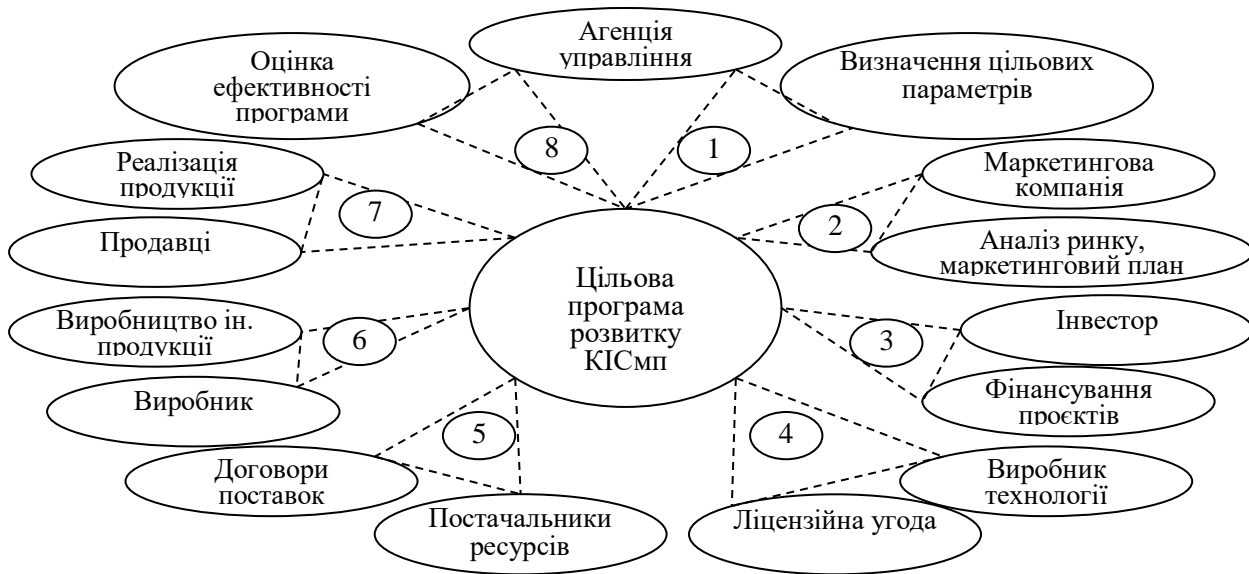 Агенція
управління
Оцінка
ефективності
програми
Визначення цільових
параметрів
8
1
Реалізація
продукції
Маркетингова
компанія
7
2
Продавці
Аналіз ринку,
маркетинговий план
Цільова
програма
розвитку
КІСмп
Виробництво ін.
продукції
6
Інвестор
3
Виробник
Фінансування
проєктів
5
4
Договори
поставок
Виробник
технології
Постачальники
ресурсів
Ліцензійна угода